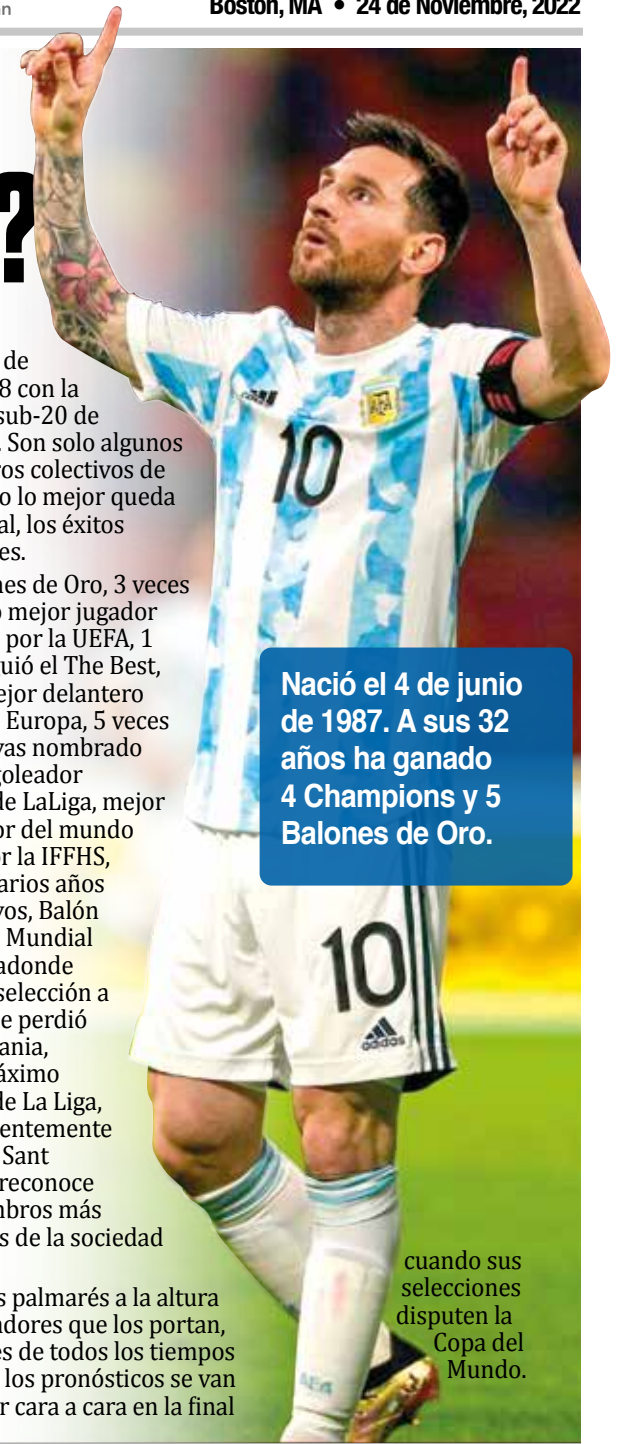 Boston, MA • 24 de Noviembre, 2022
?
de
8 con la
sub-20 de
. Son solo algunos
ros colectivos de
o lo mejor queda
al, los éxitos
es.
nes de Oro, 3 veces
o mejor jugador
por la UEFA, 1
uió el The Best,
ejor delantero
Europa, 5 veces
vas nombrado
goleador
de LaLiga, mejor
or del mundo
or la IFFHS,
arios años
vos, Balón
Mundial
adonde
selección a
e perdió
ania,
áximo
de La Liga,
entemente
Sant
reconoce
mbros más
s de la sociedad
s palmarés a la altura
adores que los portan,
es de todos los tiempos
los pronósticos se van
r cara a cara en la final
adidas
AFA
10
Nació el 4 de junio
de 1987. A sus 32
años ha ganado
4 Champions y 5
Balones de Oro.
10
adidas
cuando sus
selecciones
disputen la
Copa del
Mundo.